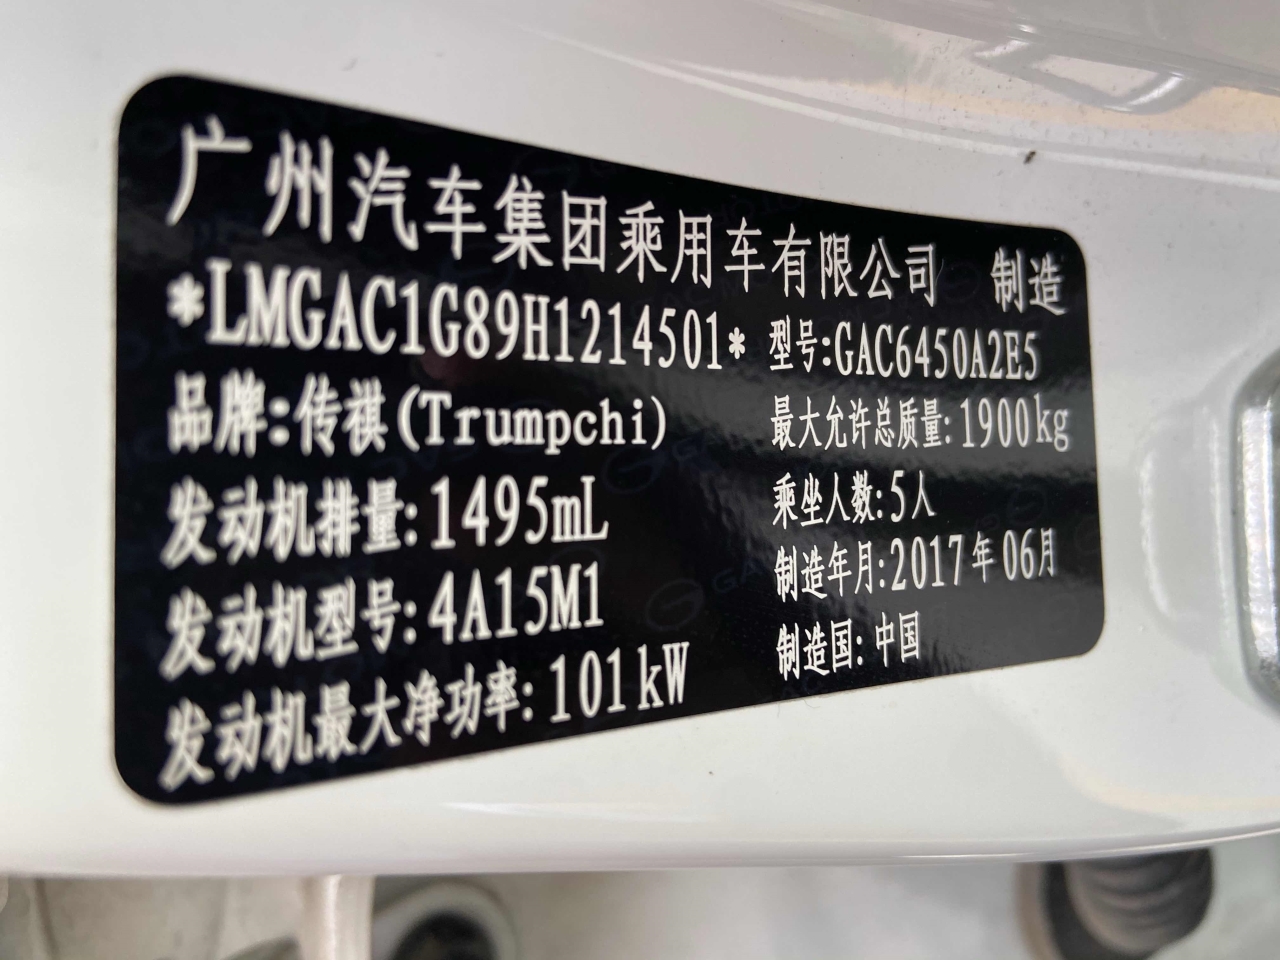 广州汽车集团乘用车有限公司 制造
*LMGAC1G89H1214501* 型号:GAC6450A2E5
品牌:传祺(Trumpchi) 最大允许总质量:1900kg
发动机排量:1495mL 乘坐人数:5人
发动机型号:4A15M1 制造年月:2017年06月
发动机最大净功率:101kW 制造国:中国